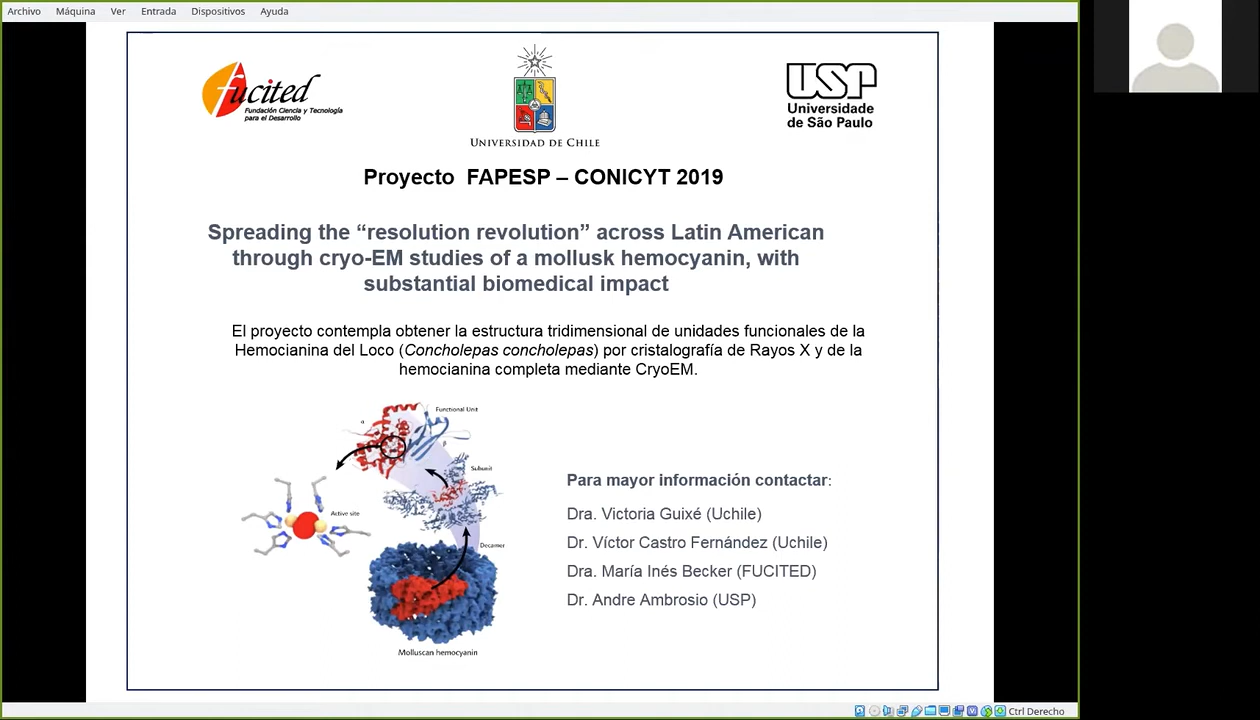 Archivo Máquina Ver Entrada Dispositivos Ayuda
fucited
Fundación Ciencia y Tecnología
para el Desarrollo
UNIVERSIDAD DE CHILE
USP
Universidade
de São Paulo
Proyecto FAPESP – CONICYT 2019
Spreading the “resolution revolution” across Latin American
through cryo-EM studies of a mollusk hemocyanin, with
substantial biomedical impact
El proyecto contempla obtener la estructura tridimensional de unidades funcionales de la
Hemocianina del Loco (Concholepas concholepas) por cristalografía de Rayos X y de la
hemocianina completa mediante CryoEM.
Functional Unit
α
β
Subunit
Active site
Decamer
Molluscan hemocyanin
Para mayor información contactar:
Dra. Victoria Guixé (Uchile)
Dr. Víctor Castro Fernández (Uchile)
Dra. María Inés Becker (FUCITED)
Dr. Andre Ambrosio (USP)
Ctrl Derecho